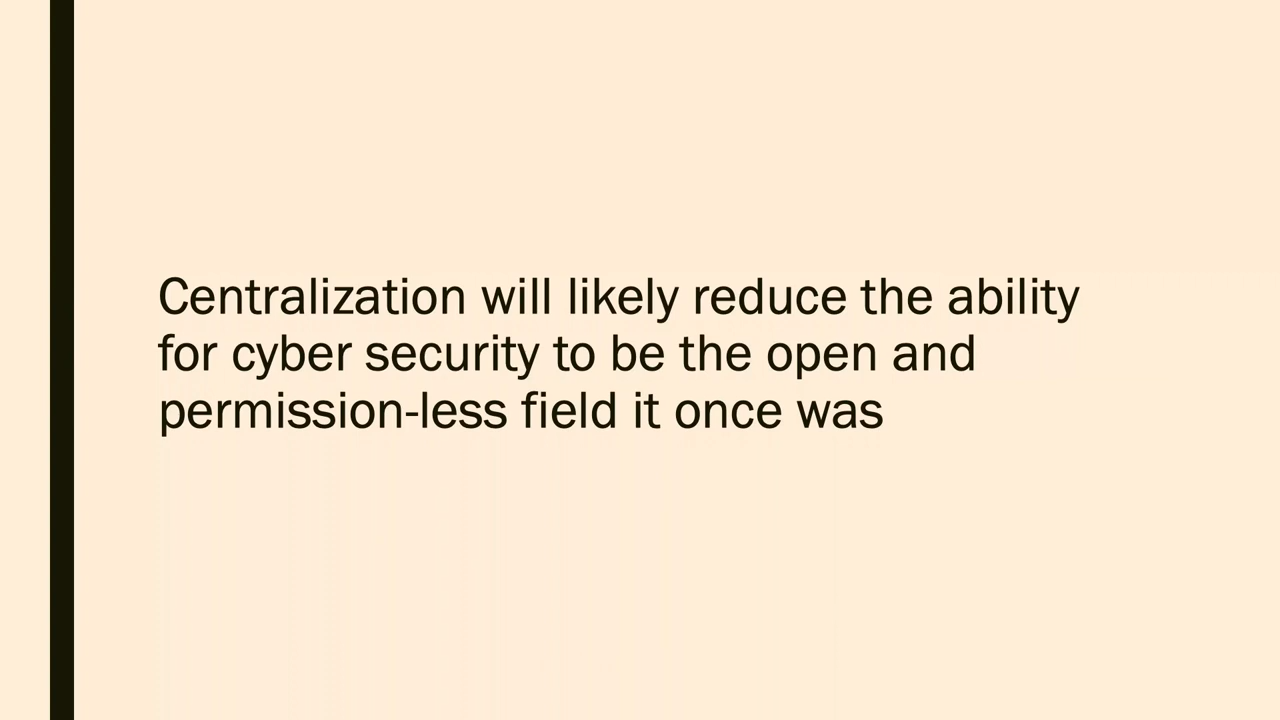 Centralization will likely reduce the ability
for cyber security to be the open and
permission-less field it once was